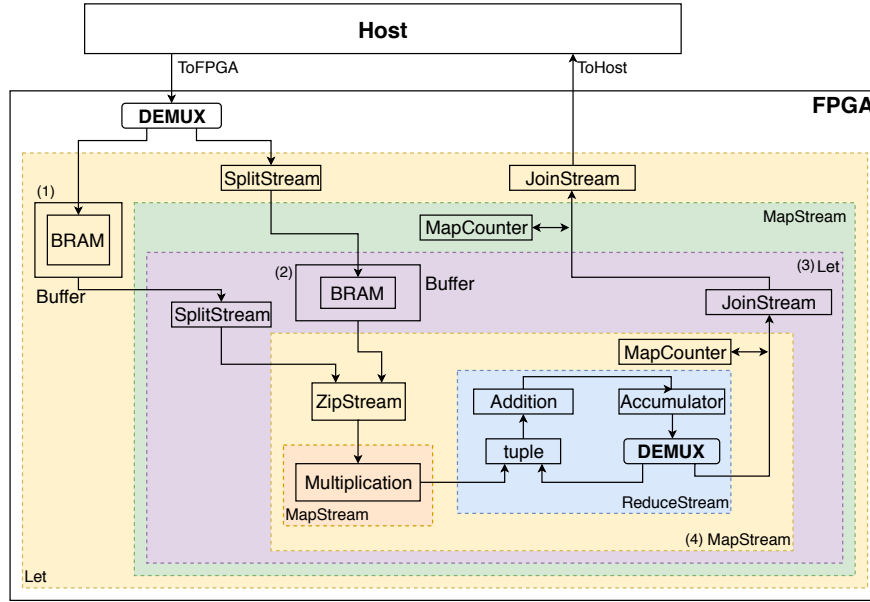 Host
ToFPGA
ToHost
FPGA
DEMUX
SplitStream
JoinStream
(1)
MapStream
MapCounter
BRAM
(2)
(3) Let
Buffer
BRAM
Buffer
SplitStream
JoinStream
MapCounter
ZipStream
Addition
Accumulator
tuple
DEMUX
Multiplication
ReduceStream
MapStream
(4) MapStream
Let